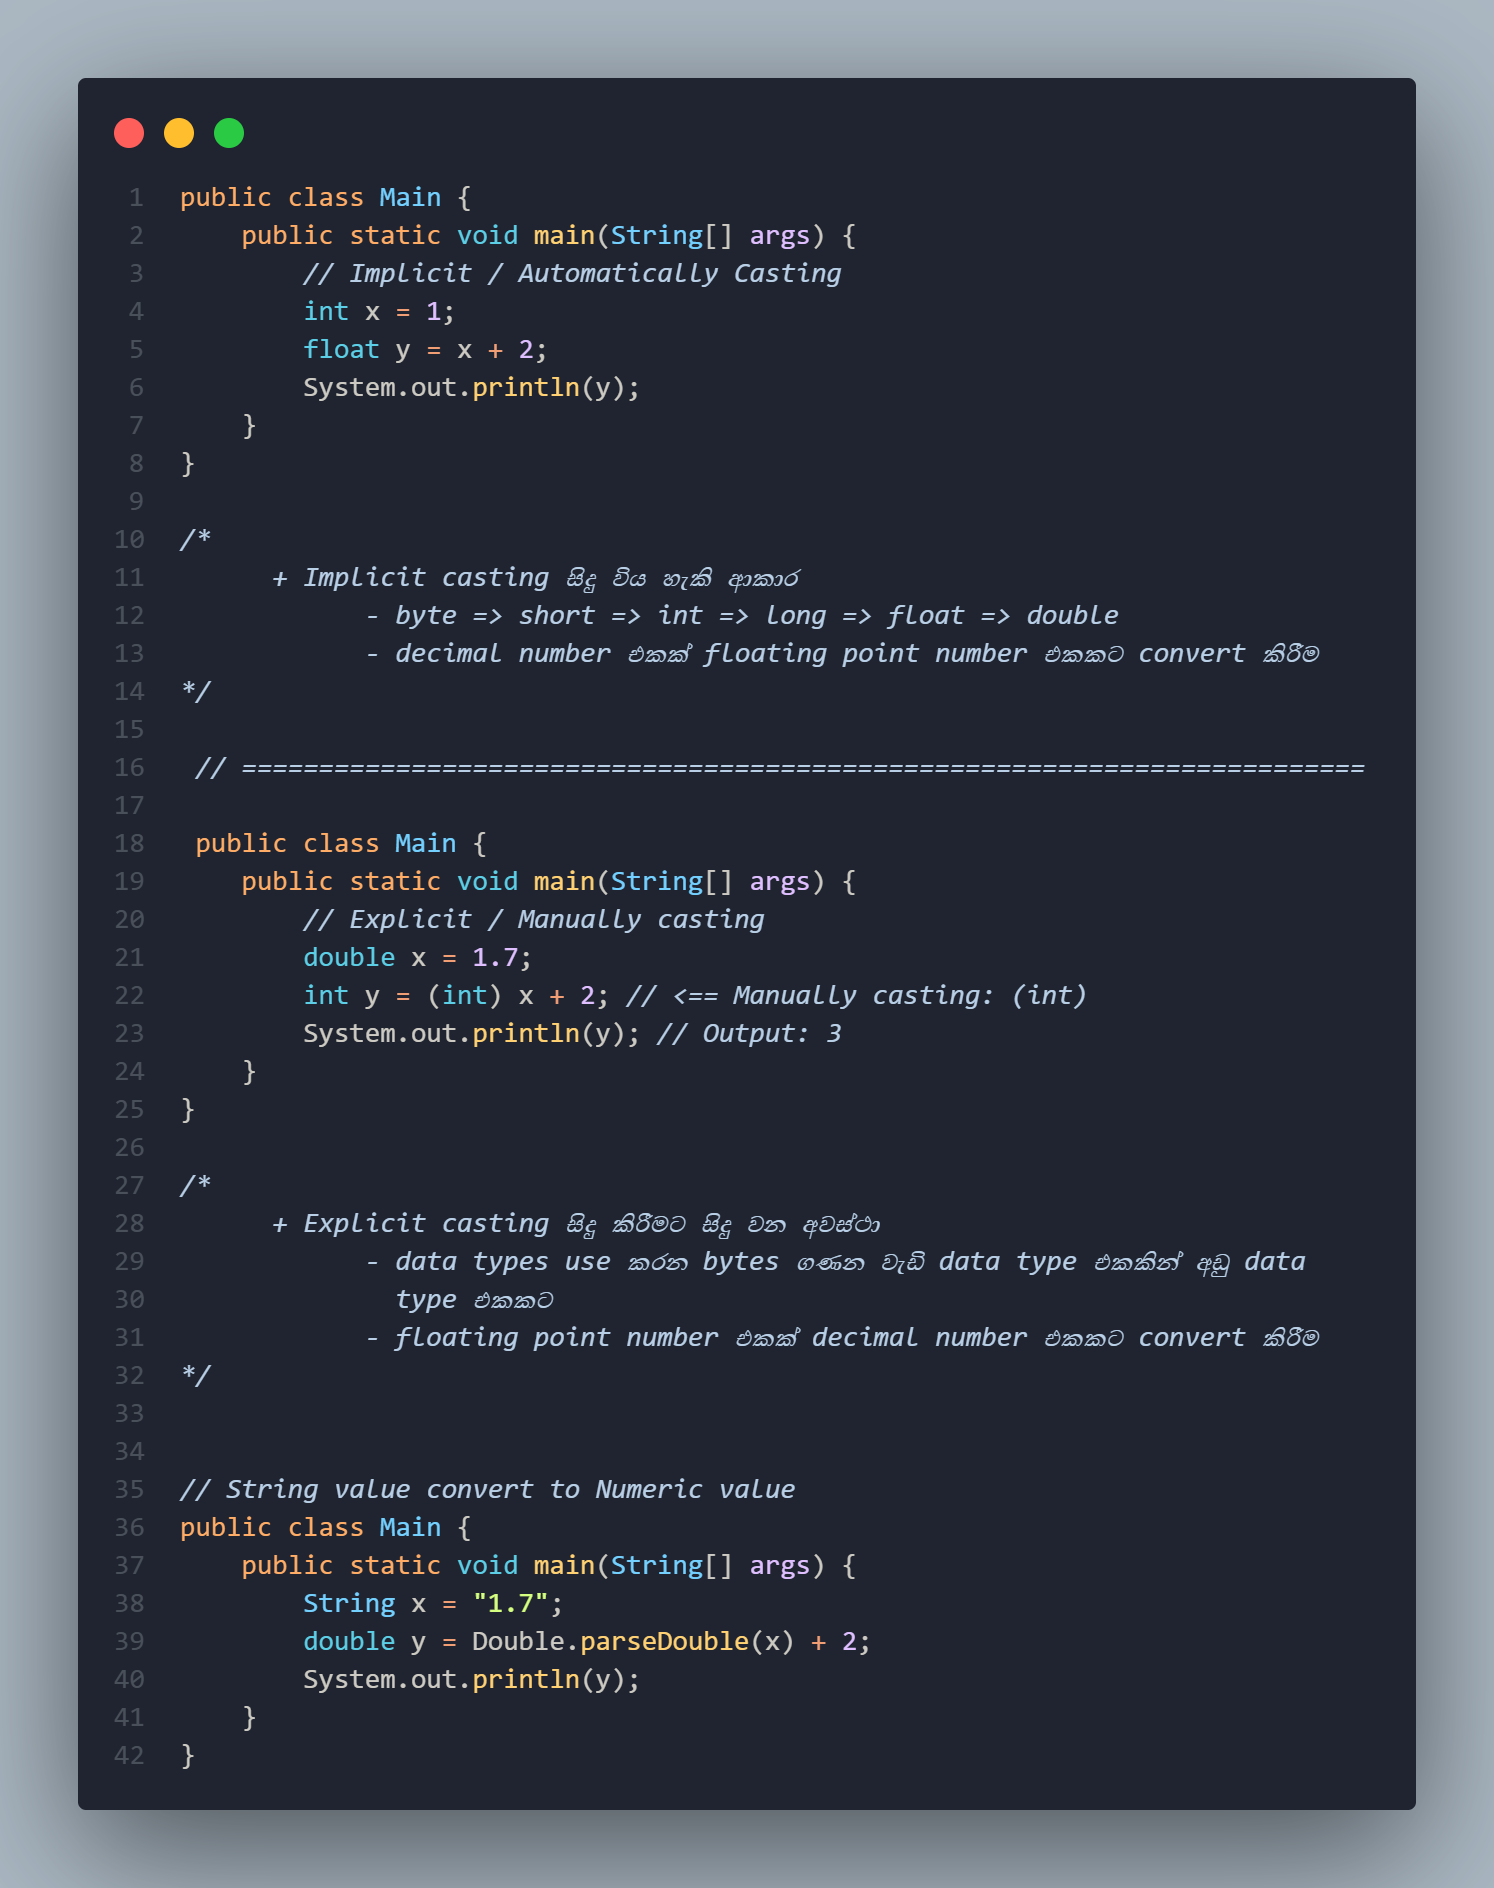 1 public class Main {
2     public static void main(String[] args) {
3         // Implicit / Automatically Casting
4         int x = 1;
5         float y = x + 2;
6         System.out.println(y);
7     }
8 }
9
10 /*
11       + Implicit casting සිදු විය හැකි ආකාර
12             - byte => short => int => long => float => double
13             - decimal number එකක් floating point number එකකට convert කිරීම
14 */
15
16  // =========================================================================
17
18  public class Main {
19     public static void main(String[] args) {
20         // Explicit / Manually casting
21         double x = 1.7;
22         int y = (int) x + 2; // <== Manually casting: (int)
23         System.out.println(y); // Output: 3
24     }
25 }
26
27 /*
28       + Explicit casting සිදු කිරීමට සිදු වන අවස්ථා
29             - data types use කරන bytes ගණන වැඩි data type එකකින් අඩු data
30               type එකකට
31             - floating point number එකක් decimal number එකකට convert කිරීම
32 */
33
34
35 // String value convert to Numeric value
36 public class Main {
37     public static void main(String[] args) {
38         String x = "1.7";
39         double y = Double.parseDouble(x) + 2;
40         System.out.println(y);
41     }
42 }